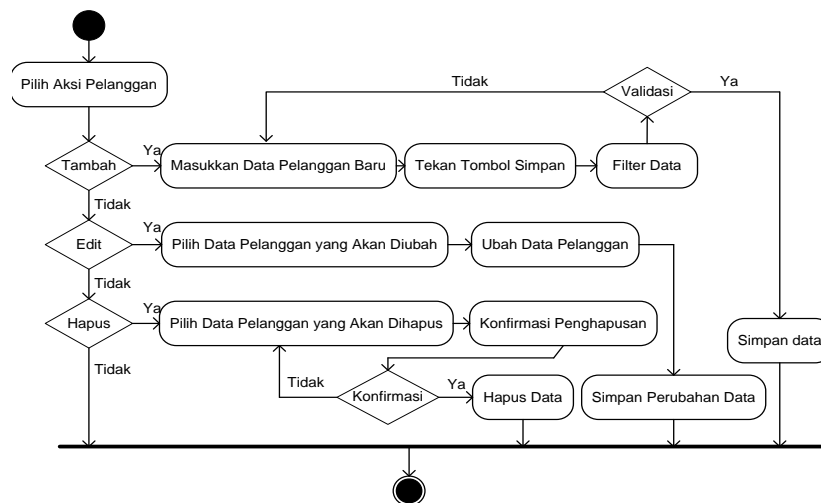 Pilih Aksi Pelanggan
Tidak
Validasi
Ya
Tambah
Ya
Masukkan Data Pelanggan Baru
Tekan Tombol Simpan
Filter Data
Tidak
Edit
Ya
Pilih Data Pelanggan yang Akan Diubah
Ubah Data Pelanggan
Tidak
Hapus
Ya
Pilih Data Pelanggan yang Akan Dihapus
Konfirmasi Penghapusan
Simpan data
Tidak
Tidak
Konfirmasi
Ya
Hapus Data
Simpan Perubahan Data